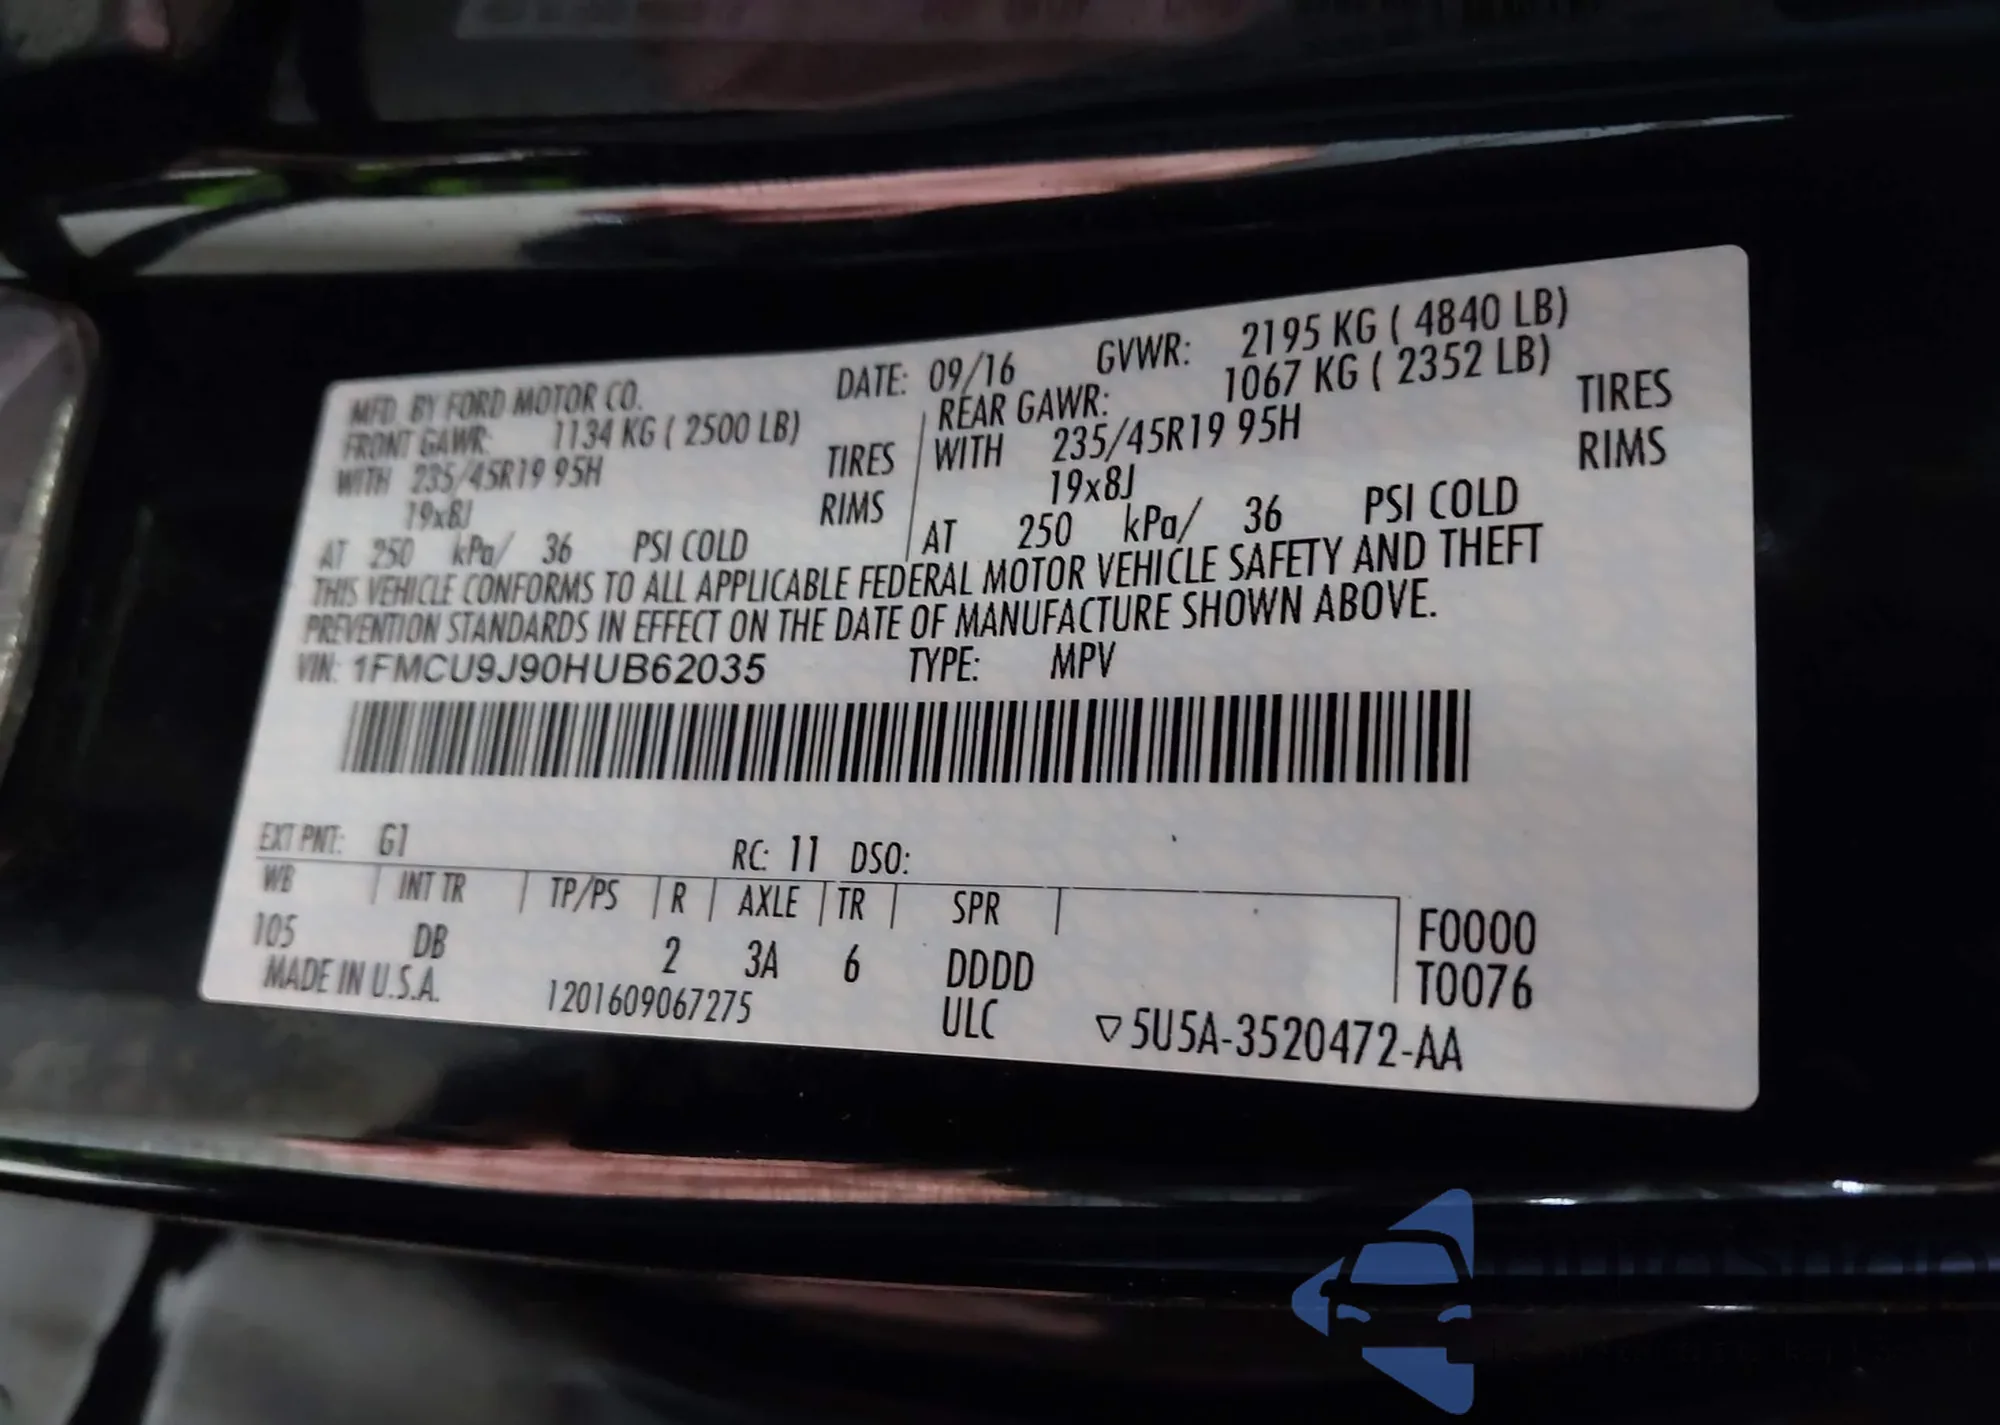 MFD. BY FORD MOTOR CO. DATE: 09/16 GVWR: 2195 KG ( 4840 LB)
FRONT GAWR: 1134 KG ( 2500 LB) REAR GAWR: 1067 KG ( 2352 LB)
WITH 235/45R19 95H TIRES WITH 235/45R19 95H TIRES
19x8J RIMS 19x8J RIMS
AT 250 kPa/ 36 PSI COLD AT 250 kPa/ 36 PSI COLD
THIS VEHICLE CONFORMS TO ALL APPLICABLE FEDERAL MOTOR VEHICLE SAFETY AND THEFT
PREVENTION STANDARDS IN EFFECT ON THE DATE OF MANUFACTURE SHOWN ABOVE.
VIN: 1FMCU9J90HUB62035 TYPE: MPV
EXT PNT: G1 RC: 11 DSO:
WB INT TR TP/PS R AXLE TR SPR F0000
105 DB 2 3A 6 DDDD T0076
MADE IN U.S.A. 1201609067275 ULC ▽5U5A-3520472-AA